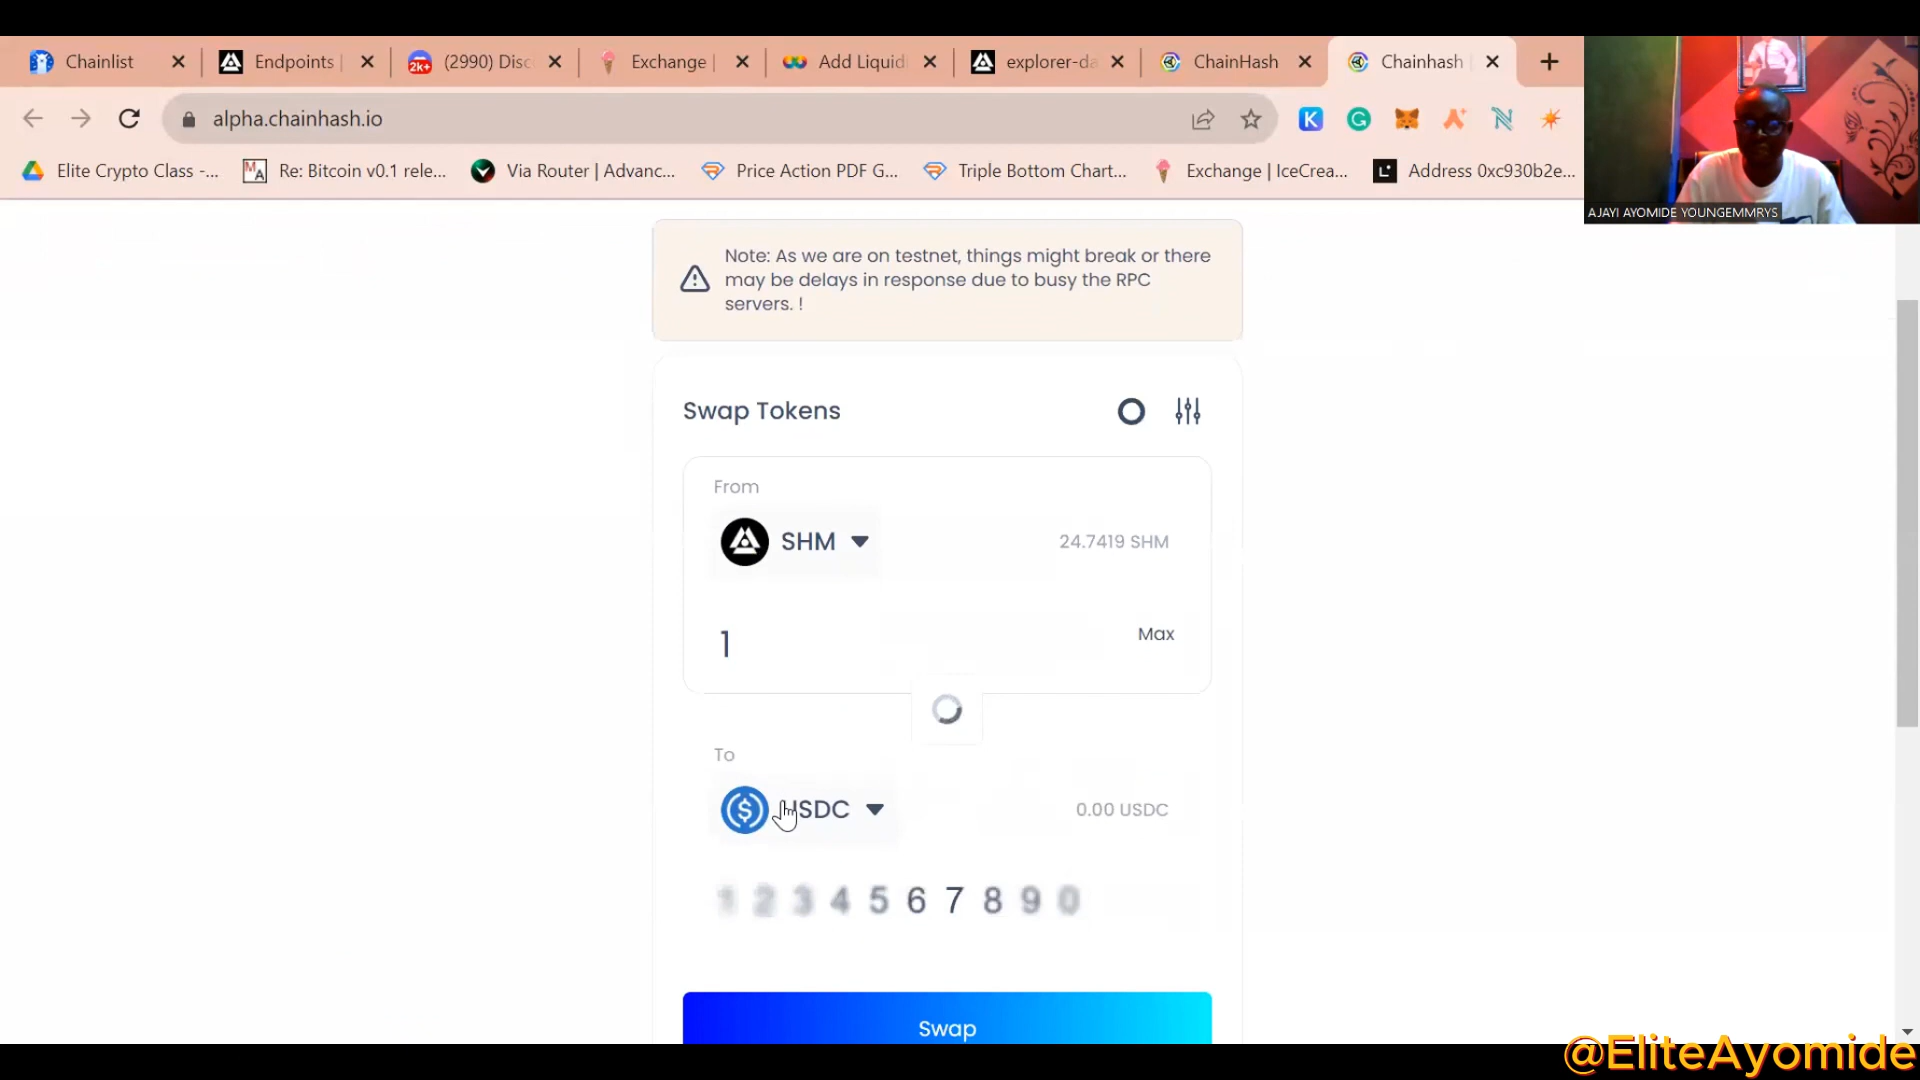 Chainlist
Endpoints |
2k+
(2990) Disc
Exchange |
Add Liquidi
explorer-da
ChainHash
Chainhash
alpha.chainhash.io
K
G
Elite Crypto Class -...
MA
Re: Bitcoin v0.1 rele...
Via Router | Advanc...
Price Action PDF G...
Triple Bottom Chart...
Exchange | IceCrea...
Address 0xc930b2e...
AJAYI AYOMIDE YOUNGEMMRYS
Note: As we are on testnet, things might break or there
may be delays in response due to busy the RPC
servers. !
Swap Tokens
From
SHM
24.7419 SHM
1
Max
To
USDC
0.00 USDC
1 2 3 4 5 6 7 8 9 0
Swap
@EliteAyomide